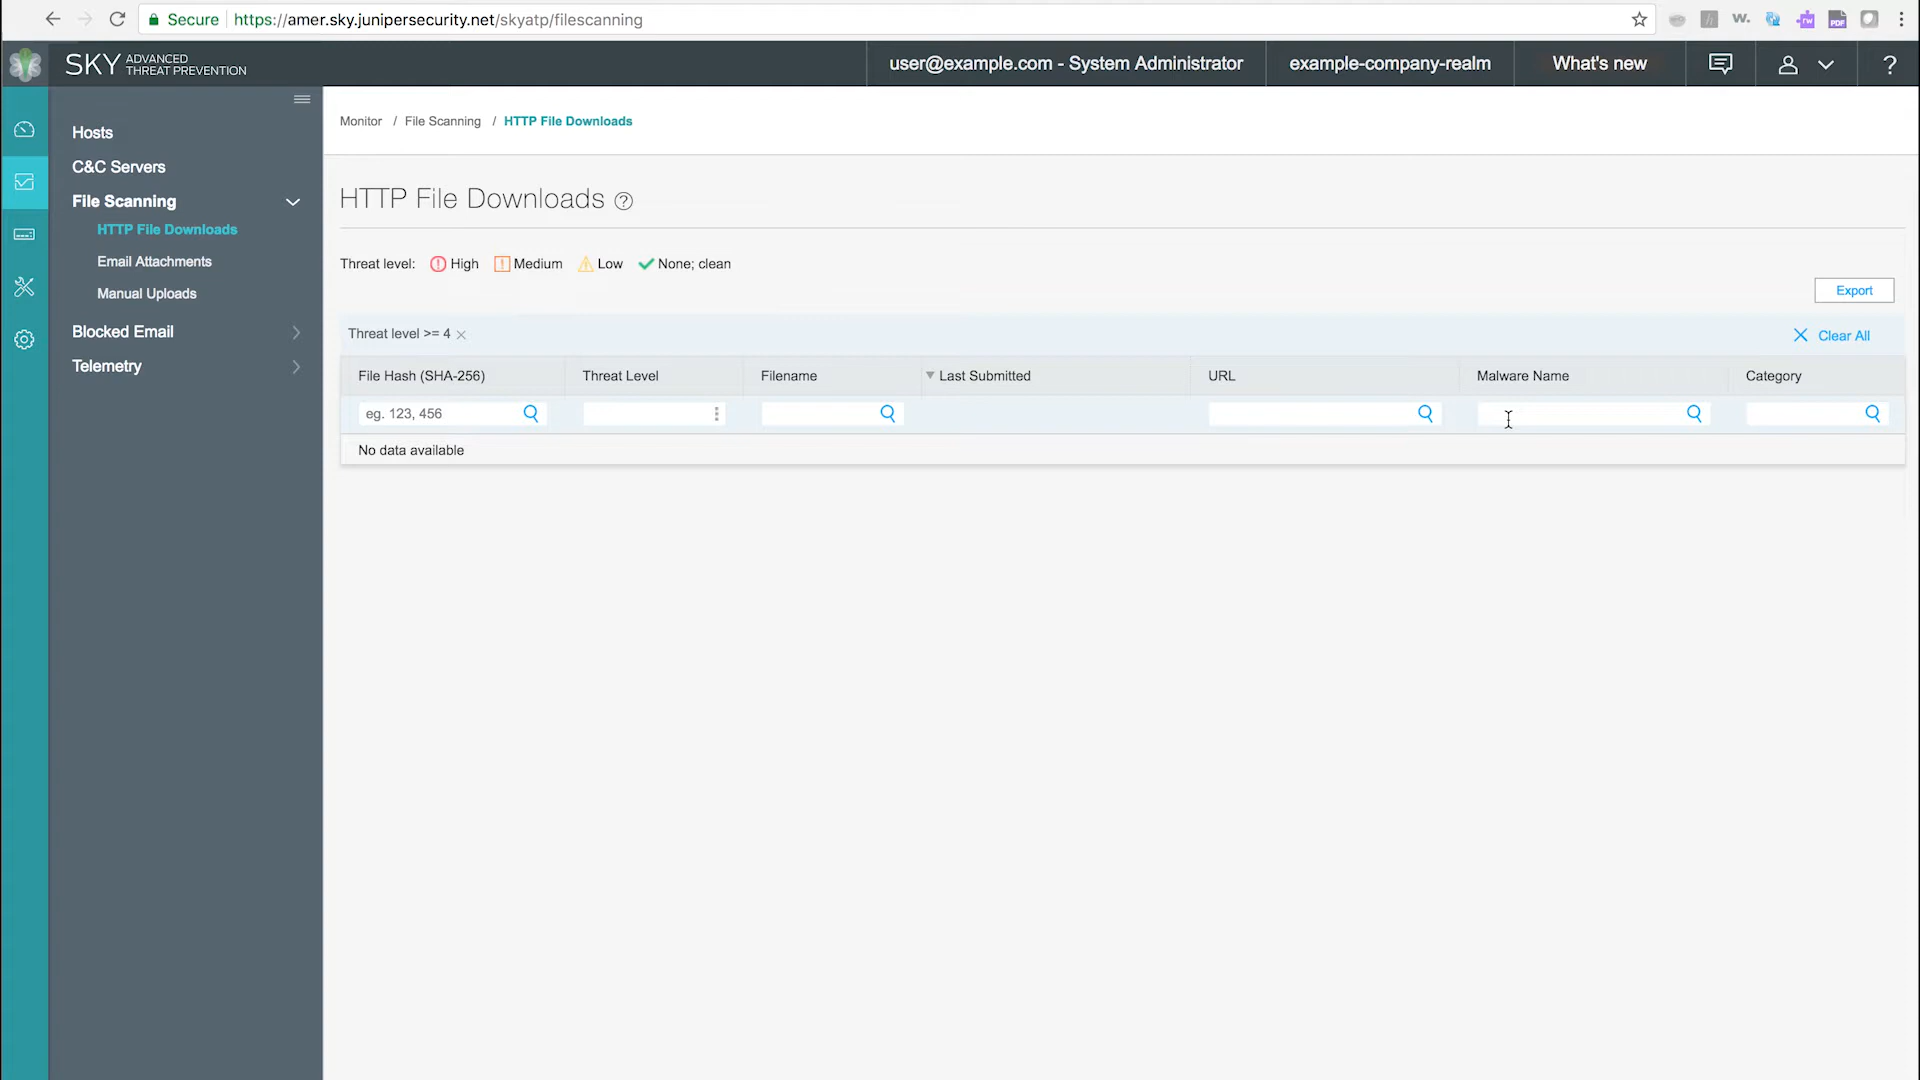 Secure https://amer.sky.junipersecurity.net/skyatp/filescanning
W.
PDF
SKY ADVANCED THREAT PREVENTION
user@example.com - System Administrator
example-company-realm
What's new
?
Hosts
C&C Servers
File Scanning
HTTP File Downloads
Email Attachments
Manual Uploads
Blocked Email
Telemetry
Monitor / File Scanning / HTTP File Downloads
HTTP File Downloads ?
Threat level: High Medium Low None; clean
Export
Threat level >= 4
Clear All
File Hash (SHA-256) Threat Level Filename Last Submitted URL Malware Name Category
eg. 123, 456
No data available